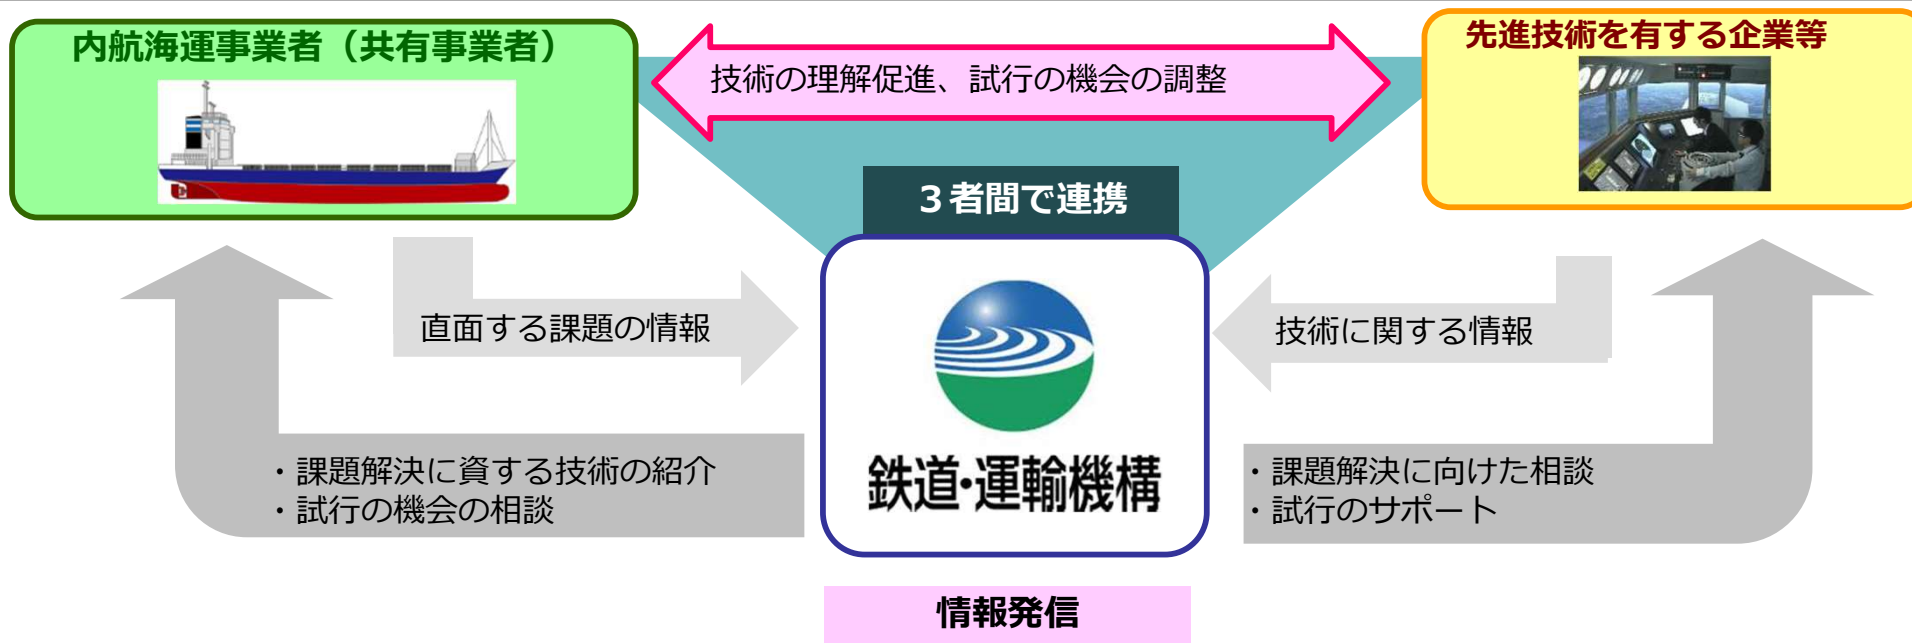 内航海運事業者（共有事業者）
技術の理解促進、試行の機会の調整
先進技術を有する企業等
３者間で連携
直面する課題の情報
技術に関する情報
・課題解決に資する技術の紹介
・試行の機会の相談
鉄道・運輸機構
・課題解決に向けた相談
・試行のサポート
情報発信